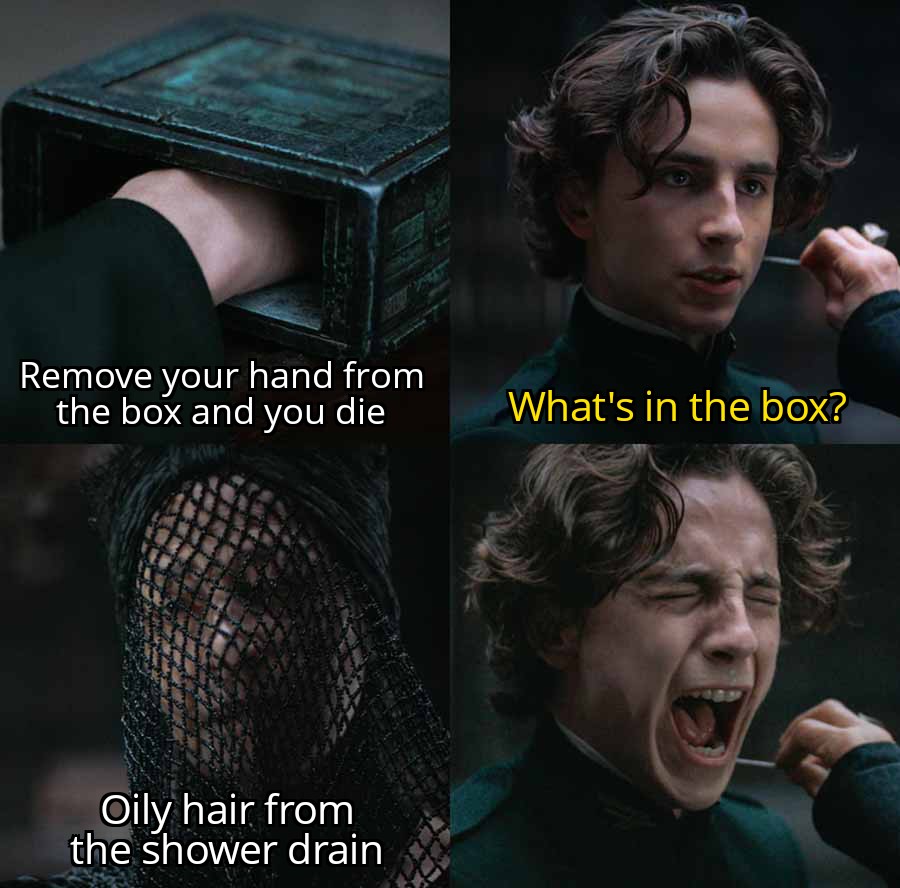 Remove your hand from
the box and you die
What's in the box?
Oily hair from
the shower drain